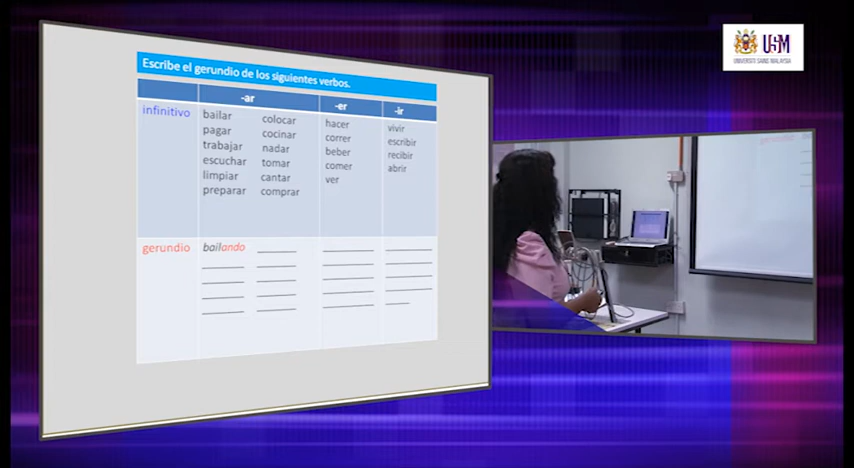 Escribe el gerundio de los siguientes verbos.
-ar -er -ir
infinitivo
bailar colocar hacer vivir
pagar cocinar correr escribir
trabajar nadar beber recibir
escuchar tomar comer abrir
limpiar cantar ver
preparar comprar
gerundio bailando
USM
UNIVERSITI SAINS MALAYSIA